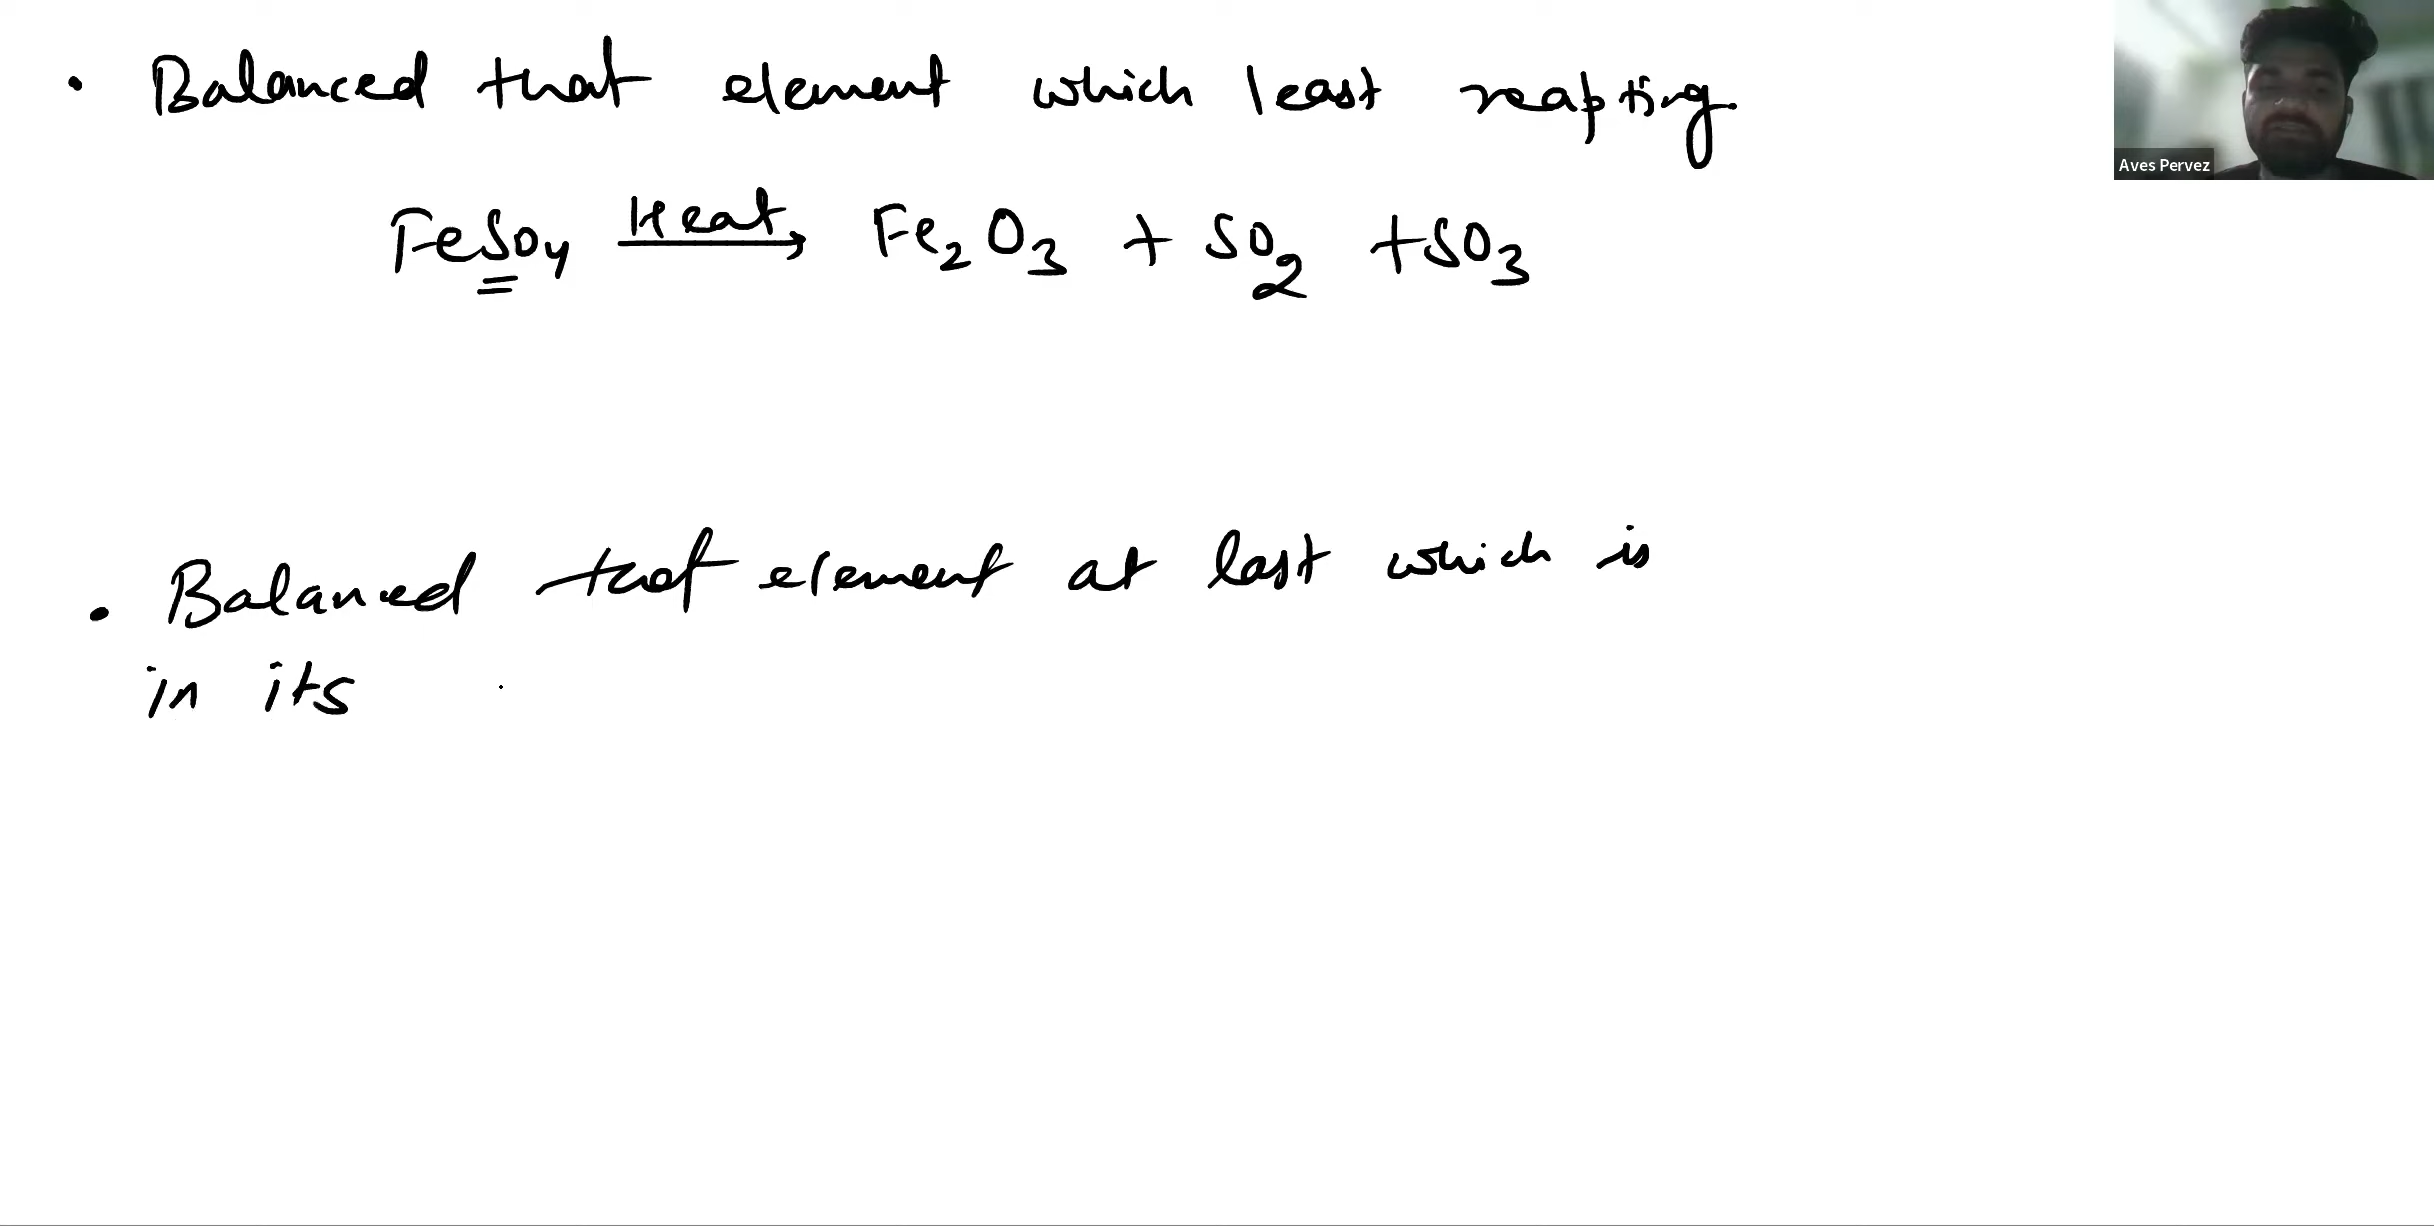 • Balanced that element which least reapting.
Aves Pervez
FeSO4 Heat → Fe2O3 + SO2 + SO3
• Balanced that element at last which is
in its